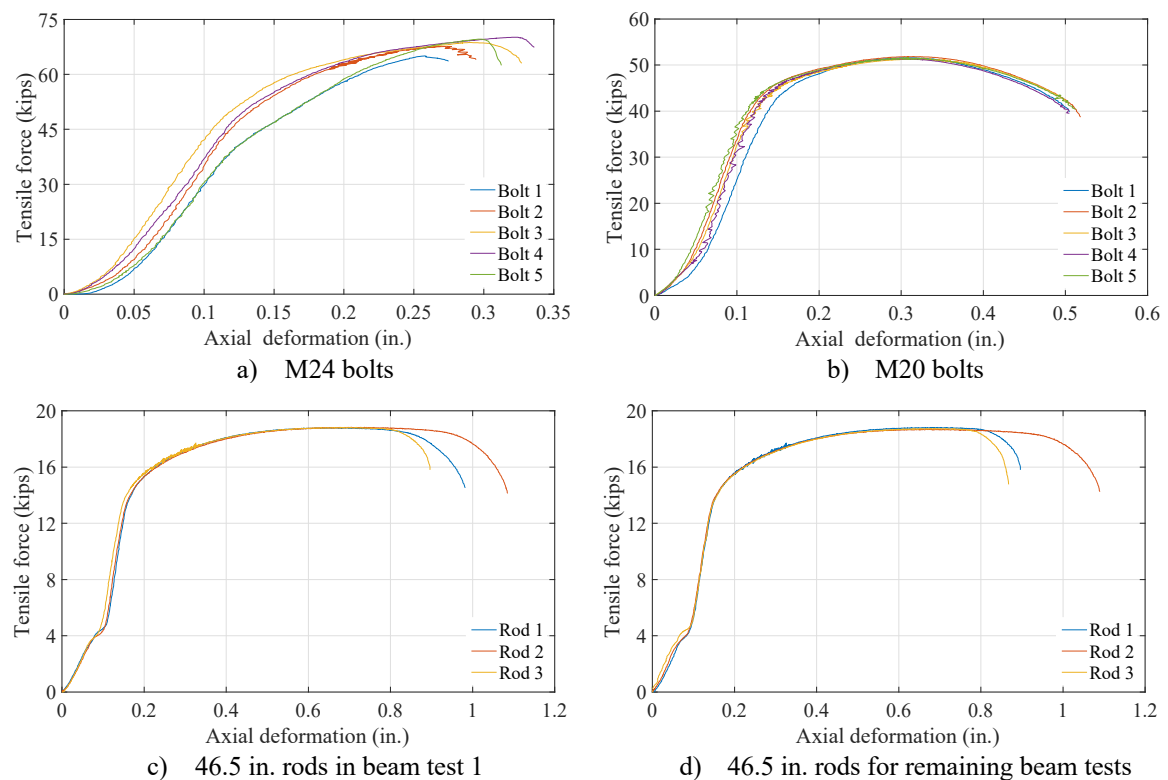 Tensile force (kips)
90
75
60
45
30
15
0
0 0.05 0.1 0.15 0.2 0.25 0.3 0.35
Axial deformation (in.)
Bolt 1
Bolt 2
Bolt 3
Bolt 4
Bolt 5
a) M24 bolts
Tensile force (kips)
60
50
40
30
20
10
0
0 0.1 0.2 0.3 0.4 0.5 0.6
Axial deformation (in.)
Bolt 1
Bolt 2
Bolt 3
Bolt 4
Bolt 5
b) M20 bolts
Tensile force (kips)
20
16
12
8
4
0
0 0.2 0.4 0.6 0.8 1 1.2
Axial deformation (in.)
Rod 1
Rod 2
Rod 3
c) 46.5 in. rods in beam test 1
Tensile force (kips)
20
16
12
8
4
0
0 0.2 0.4 0.6 0.8 1 1.2
Axial deformation (in.)
Rod 1
Rod 2
Rod 3
d) 46.5 in. rods for remaining beam tests